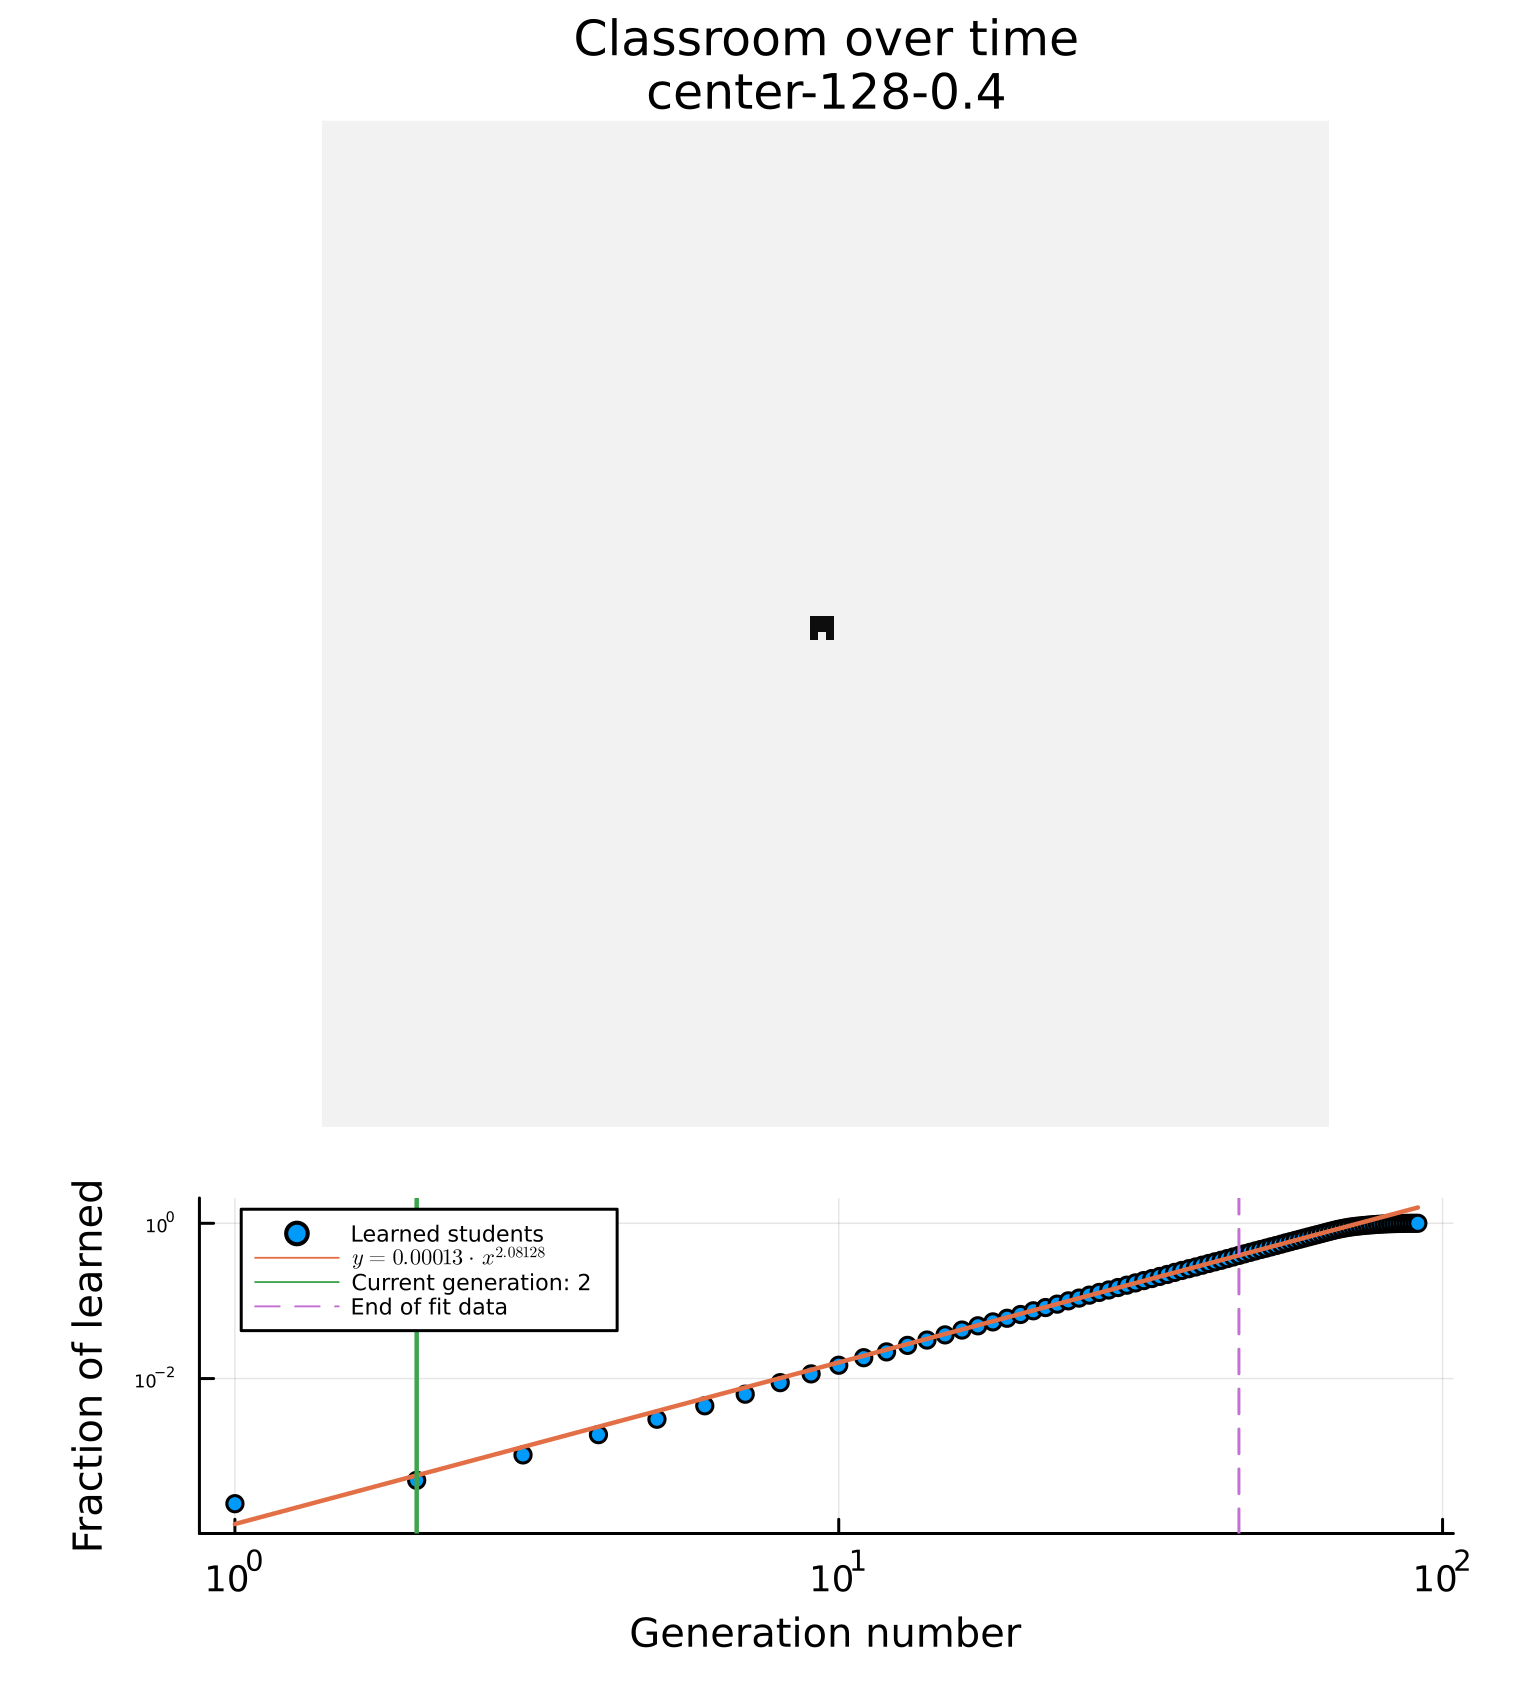 Classroom over time
center-128-0.4
Fraction of learned
10^0
10^−2
Learned students
y = 0.00013 · x^2.08128
Current generation: 2
End of fit data
10^0
10^1
10^2
Generation number